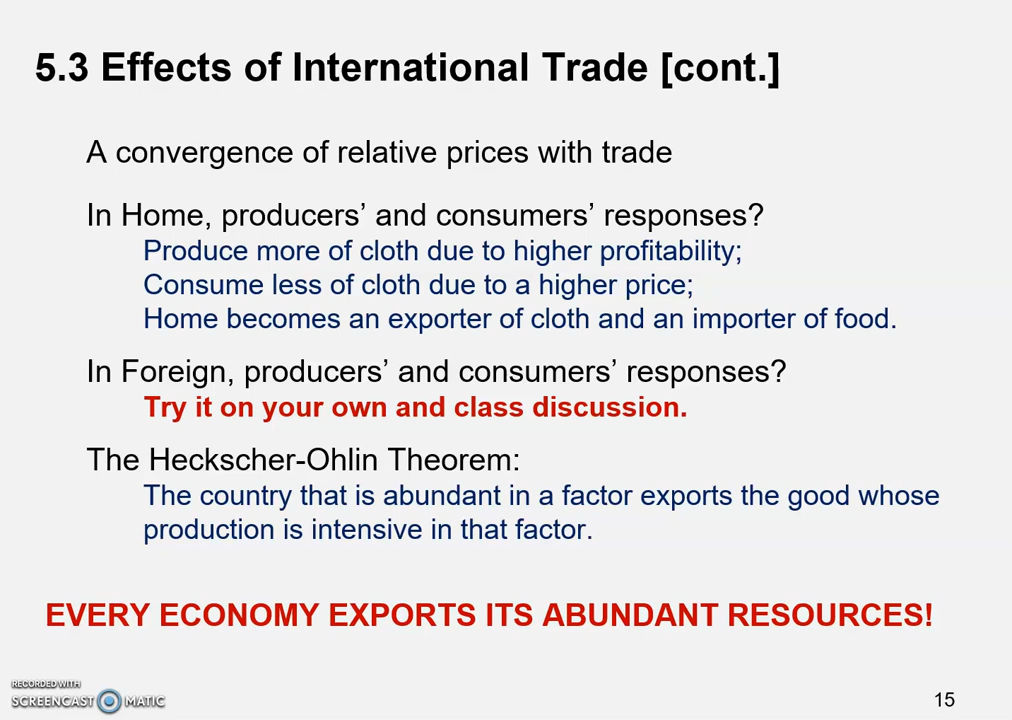 5.3 Effects of International Trade [cont.]
A convergence of relative prices with trade
In Home, producers’ and consumers’ responses?
Produce more of cloth due to higher profitability;
Consume less of cloth due to a higher price;
Home becomes an exporter of cloth and an importer of food.
In Foreign, producers’ and consumers’ responses?
Try it on your own and class discussion.
The Heckscher-Ohlin Theorem:
The country that is abundant in a factor exports the good whose
production is intensive in that factor.
EVERY ECONOMY EXPORTS ITS ABUNDANT RESOURCES!
RECORDED WITH
SCREENCAST MATIC
15